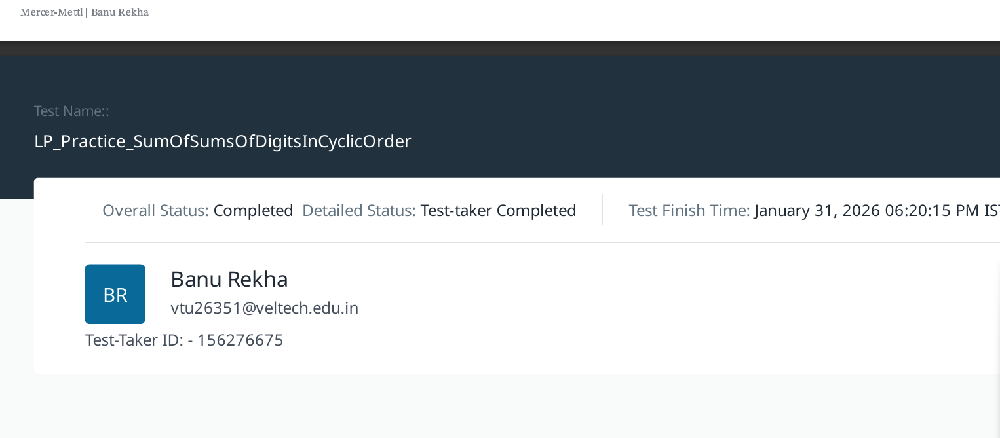 Mercer-Mettl | Banu Rekha
Test Name::
LP_Practice_SumOfSumsOfDigitsInCyclicOrder
Overall Status: Completed Detailed Status: Test-taker Completed Test Finish Time: January 31, 2026 06:20:15 PM IST
BR
Banu Rekha
vtu26351@veltech.edu.in
Test-Taker ID: - 156276675